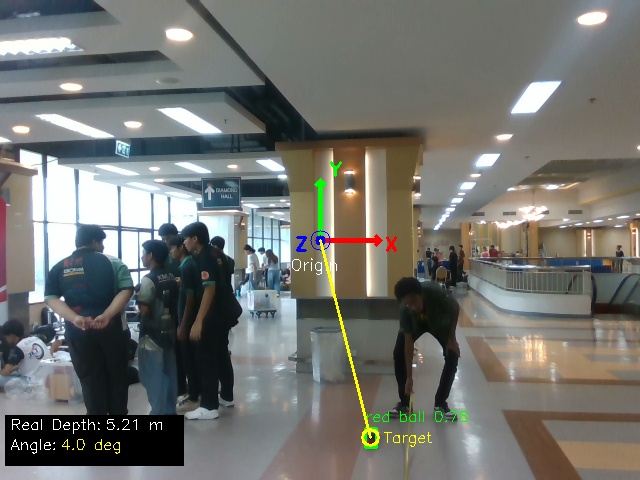 DIAMOND
HALL
Y
Z
X
Origin
red ball 0.78
Target
Real Depth: 5.21 m
Angle: 4.0 deg